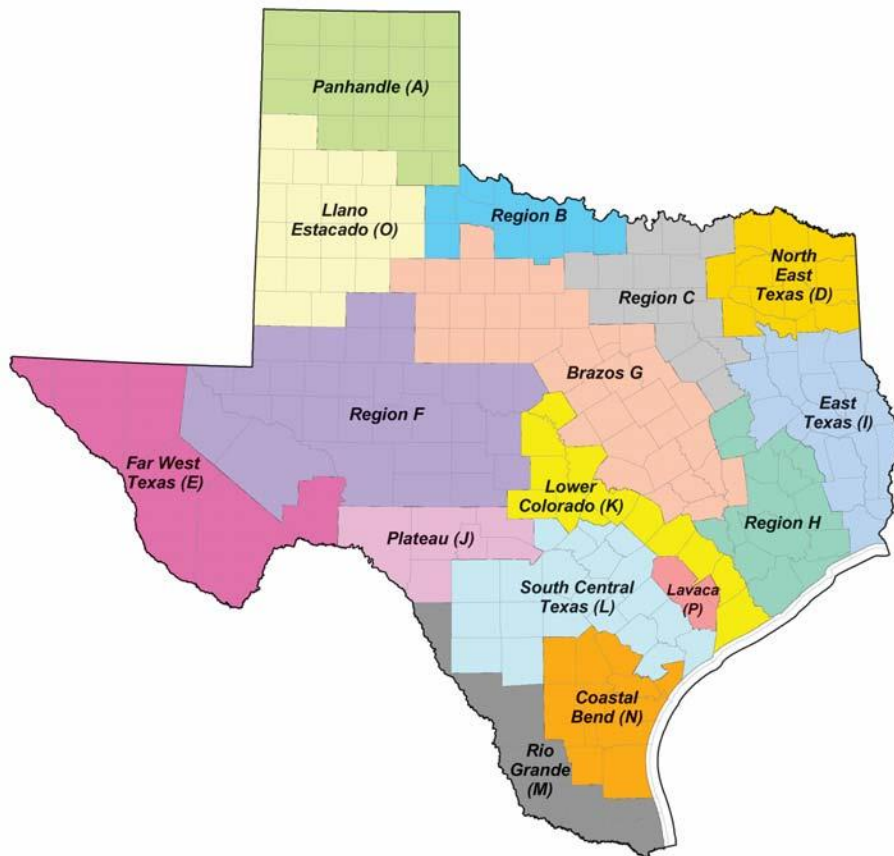 Panhandle (A)
Llano
Estacado (O)
Region B
North
East
Texas (D)
Region C
Brazos G
Region F
East
Texas (I)
Far West
Texas (E)
Lower
Colorado (K)
Region H
Plateau (J)
South Central
Texas (L)
Lavaca
(P)
Coastal
Bend (N)
Rio
Grande
(M)